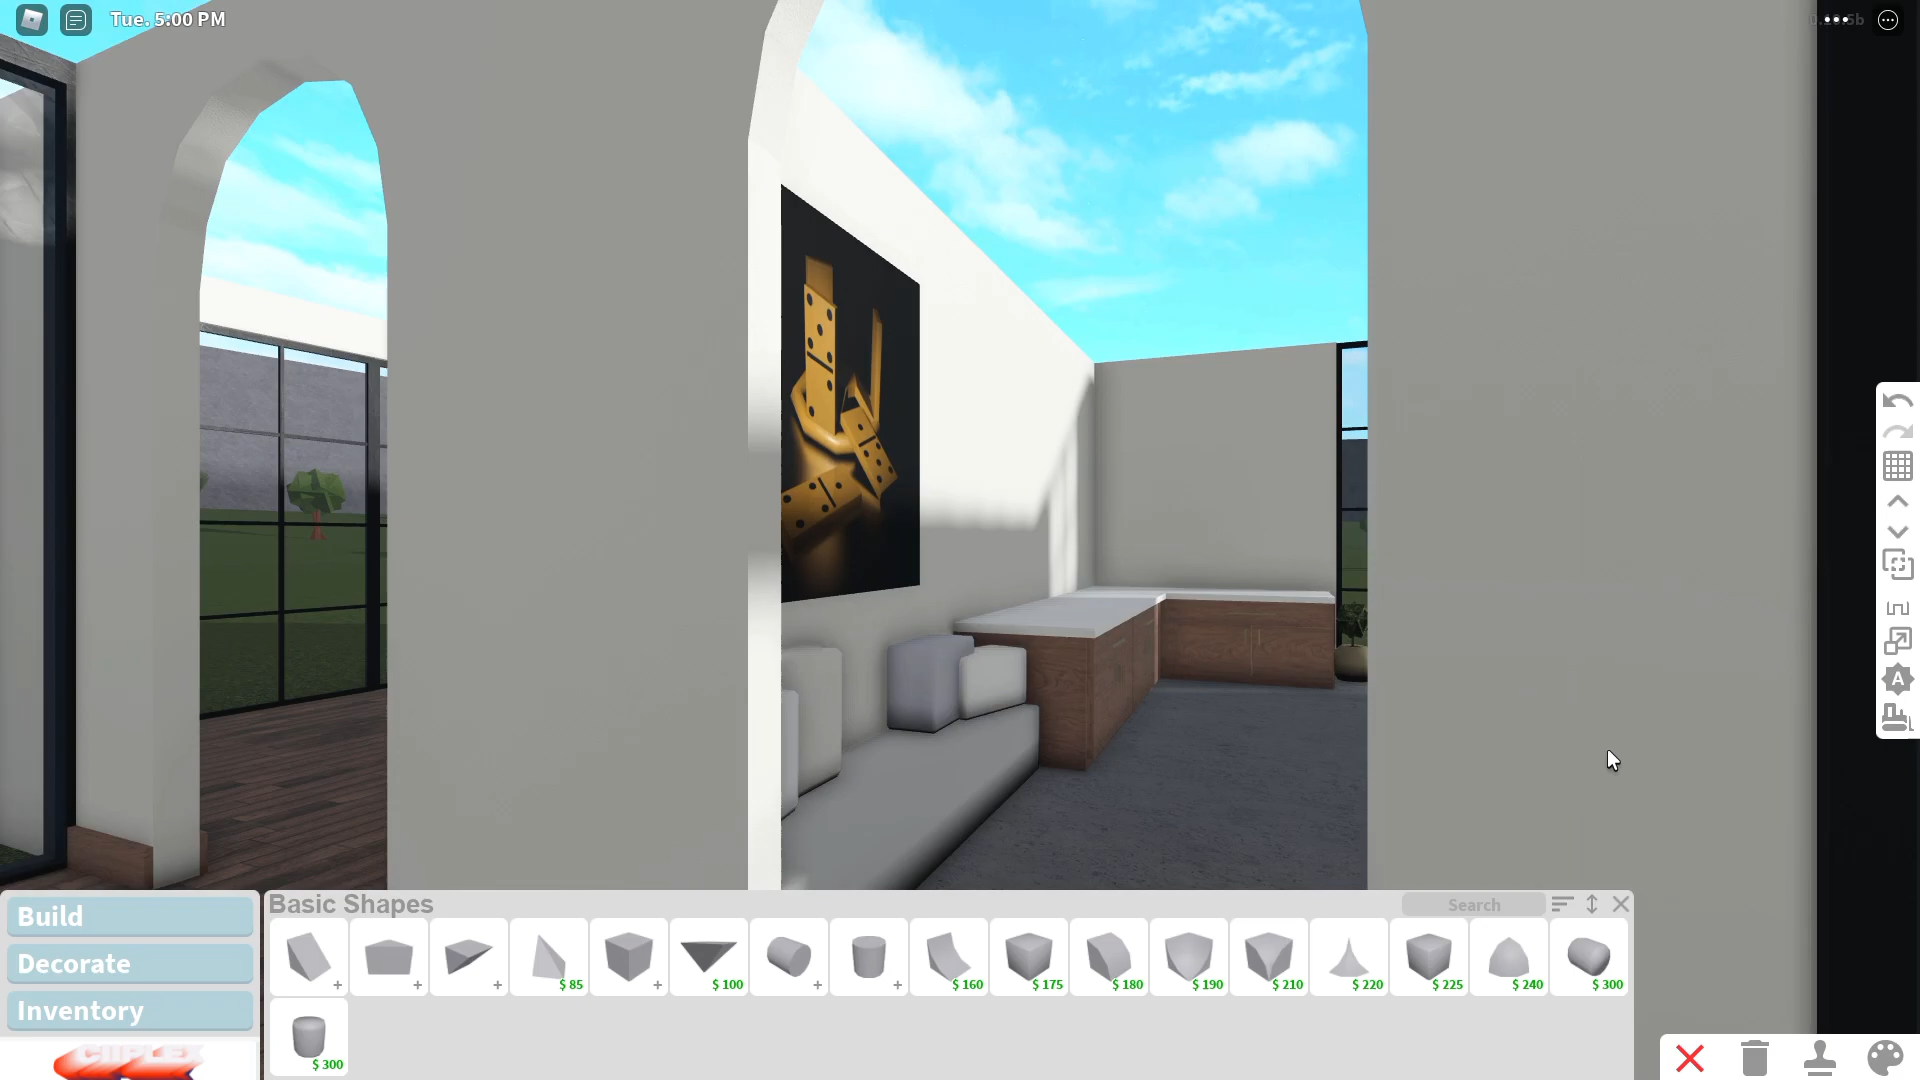 Tue. 5:00 PM
Build
Decorate
Inventory
Basic Shapes
Search
+
+
+
$ 85
+
$ 100
+
+
$ 160
$ 175
$ 180
$ 190
$ 210
$ 220
$ 225
$ 240
$ 300
$ 300
A
CIIPLEX